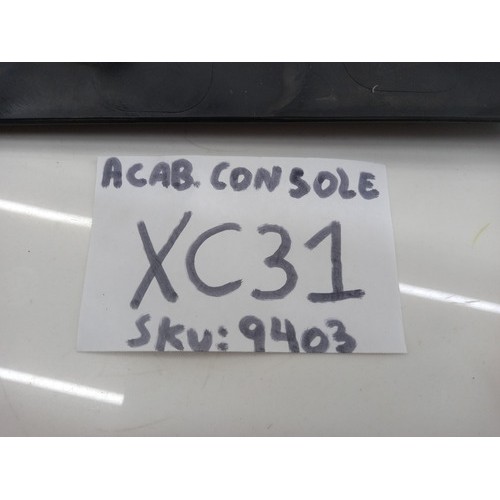 ACAB. CONSOLE
XC31
SKU: 9403